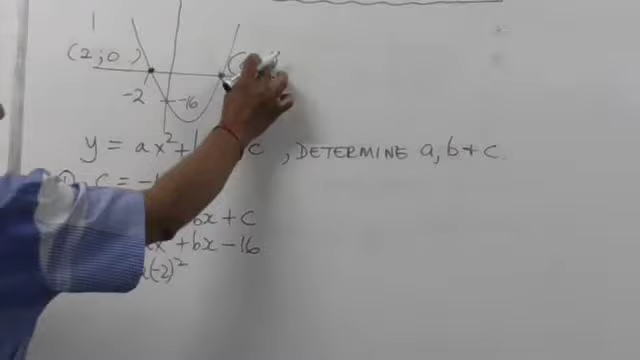 (2;0)
-2
-16
y = ax² + b c , DETERMINE a, b + c.
c = -1
bx + c
+ bx - 16
(-2)²